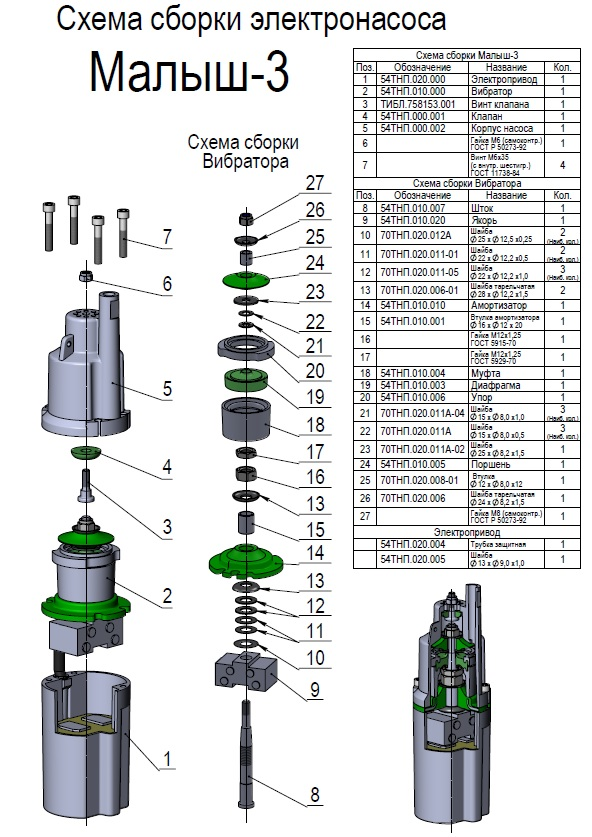 Схема сборки электронасоса
Малыш-3
Схема сборки
Вибратора
Схема сборки Малыш-3
Поз. Обозначение Название Кол.
1 54ТНП.020.000 Электропривод 1
2 54ТНП.010.000 Вибратор 1
3 ТИБЛ.758153.001 Винт клапана 1
4 54ТНП.000.001 Клапан 1
5 54ТНП.000.002 Корпус насоса 1
6 Гайка М6 (самоконтр.) ГОСТ Р 50273-92 1
7 Винт М6х35 (с внутр. шестигр.) ГОСТ 11738-84 4
Схема сборки Вибратора
8 54ТНП.010.007 Шток 1
9 54ТНП.010.020 Якорь 1
10 70ТНП.020.012А Шайба Ø 25 х Ø 12,5 х0,25 2 (Наиб. кол.)
11 70ТНП.020.011-01 Шайба Ø 22 х Ø 12,2 х0,5 2 (Наиб. кол.)
12 70ТНП.020.011-05 Шайба Ø 22 х Ø 12,2 х1,0 3 (Наиб. кол.)
13 70ТНП.020.006-01 Шайба тарельчатая Ø 28 х Ø 12,2 х1,5 2
14 54ТНП.010.010 Амортизатор 1
15 54ТНП.010.001 Втулка амортизатора Ø 16 х Ø 12 х 20 1
16 Гайка М12х1,25 ГОСТ 5915-70 1
17 Гайка М12х1,25 ГОСТ 5929-70 1
18 54ТНП.010.004 Муфта 1
19 54ТНП.010.003 Диафрагма 1
20 54ТНП.010.006 Упор 1
21 70ТНП.020.011А-04 Шайба Ø 15 х Ø 8,0 х1,0 3 (Наиб. кол.)
22 70ТНП.020.011А Шайба Ø 15 х Ø 8,0 х0,5 3 (Наиб. кол.)
23 70ТНП.020.011А-02 Шайба Ø 25 х Ø 8,2 х1,5 1
24 54ТНП.010.005 Поршень 1
25 70ТНП.020.008-01 Втулка Ø 12 х Ø 8,0 х12 1
26 70ТНП.020.006 Шайба тарельчатая Ø 24 х Ø 8,2 х1,5 1
27 Гайка М8 (самоконтр.) ГОСТ Р 50273-92 1
Электропривод
54ТНП.020.004 Трубка защитная 1
54ТНП.020.005 Шайба Ø 13 х Ø 9,0 х1,0 1
7
6
5
4
3
2
1
27
26
25
24
23
22
21
20
19
18
17
16
13
15
14
13
12
11
10
9
8